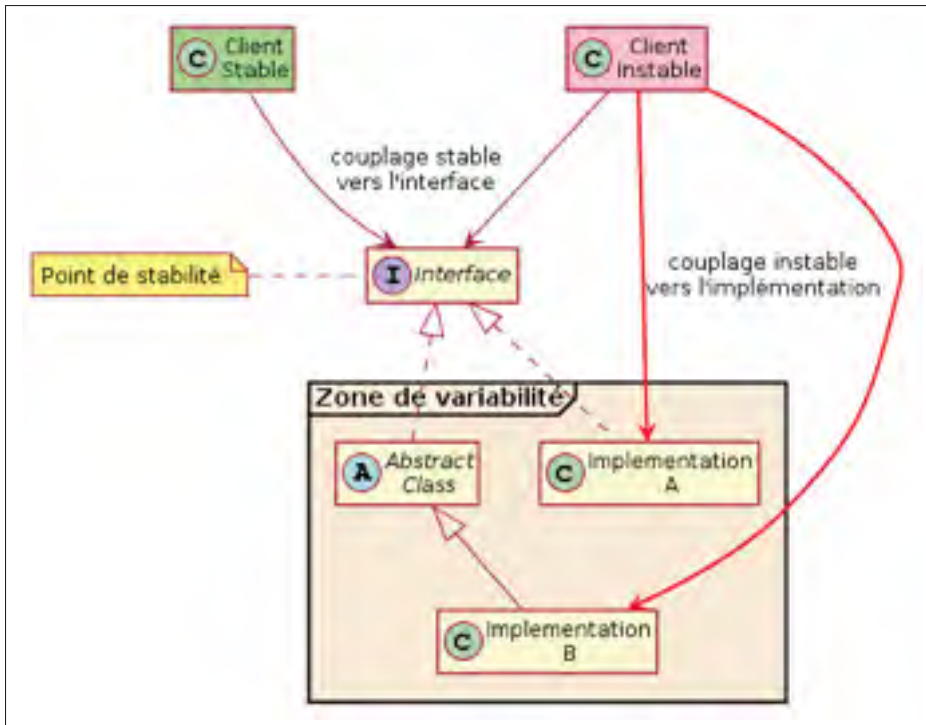 C
Client
Stable
C
Client
Instable
couplage stable
vers l'interface
Point de stabilité
I
Interface
couplage instable
vers l'implémentation
Zone de variabilité
A
Abstract
Class
C
Implementation
A
C
Implementation
B